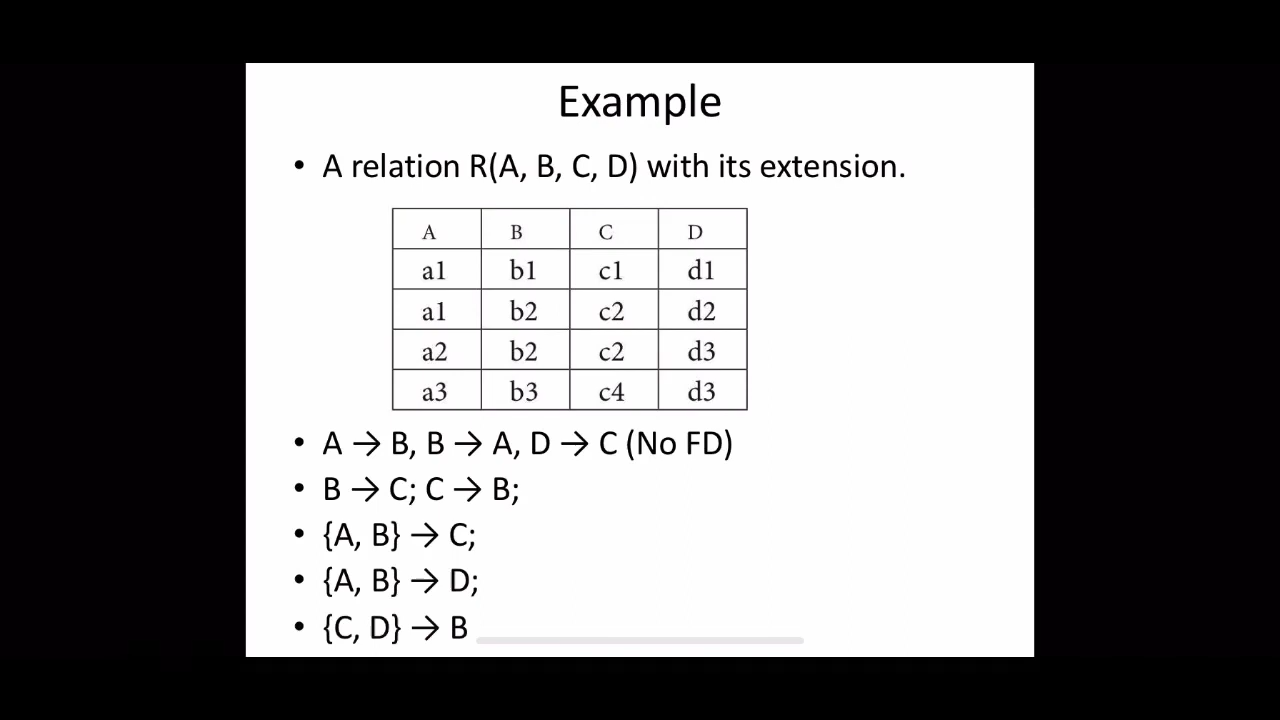 Example
• A relation R(A, B, C, D) with its extension.
A B C D
a1 b1 c1 d1
a1 b2 c2 d2
a2 b2 c2 d3
a3 b3 c4 d3
• A → B, B → A, D → C (No FD)
• B → C; C → B;
• {A, B} → C;
• {A, B} → D;
• {C, D} → B